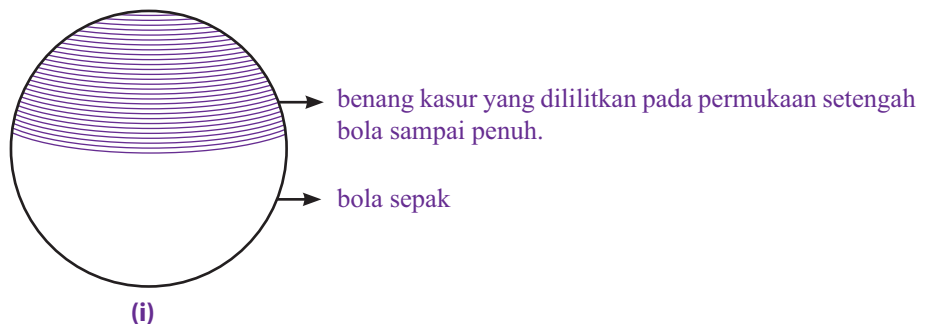 benang kasur yang dililitkan pada permukaan setengah
bola sampai penuh.
bola sepak
(i)